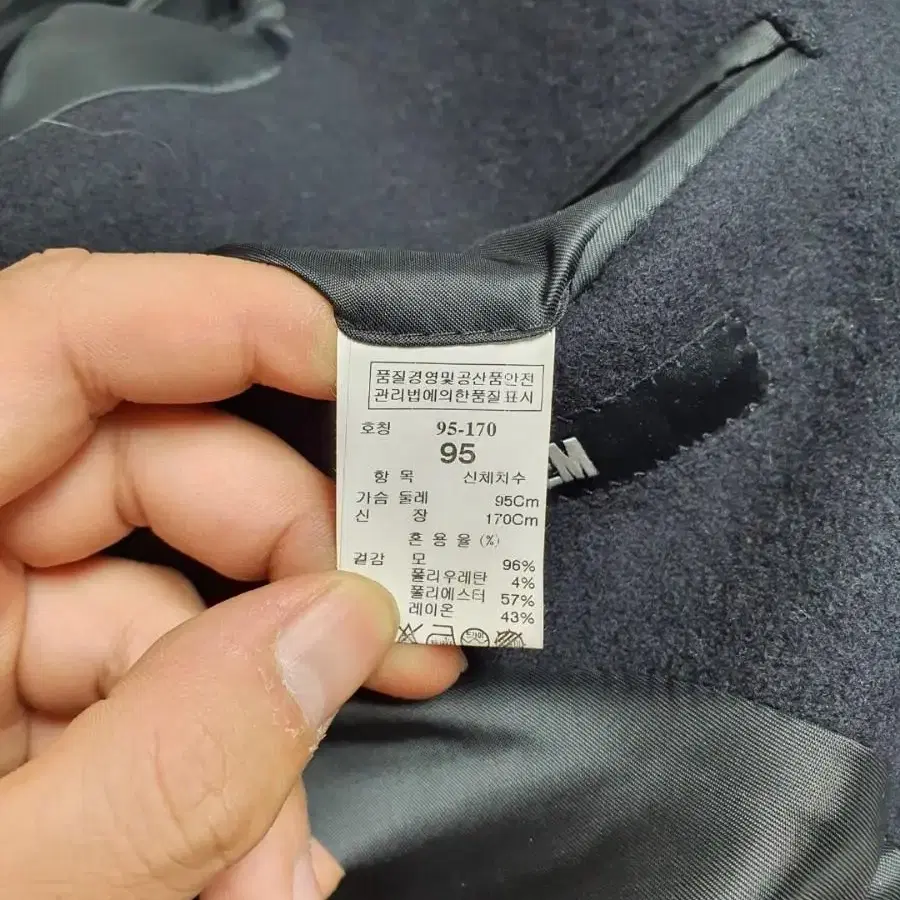 품질경영및공산품안전
관리법에의한품질표시
호칭 95-170
95
항 목 신체치수
가슴 둘레 95Cm
신 장 170Cm
혼 용 율 (%)
겉감 모 96%
폴리우레탄 4%
폴리에스터 57%
레이온 43%
M